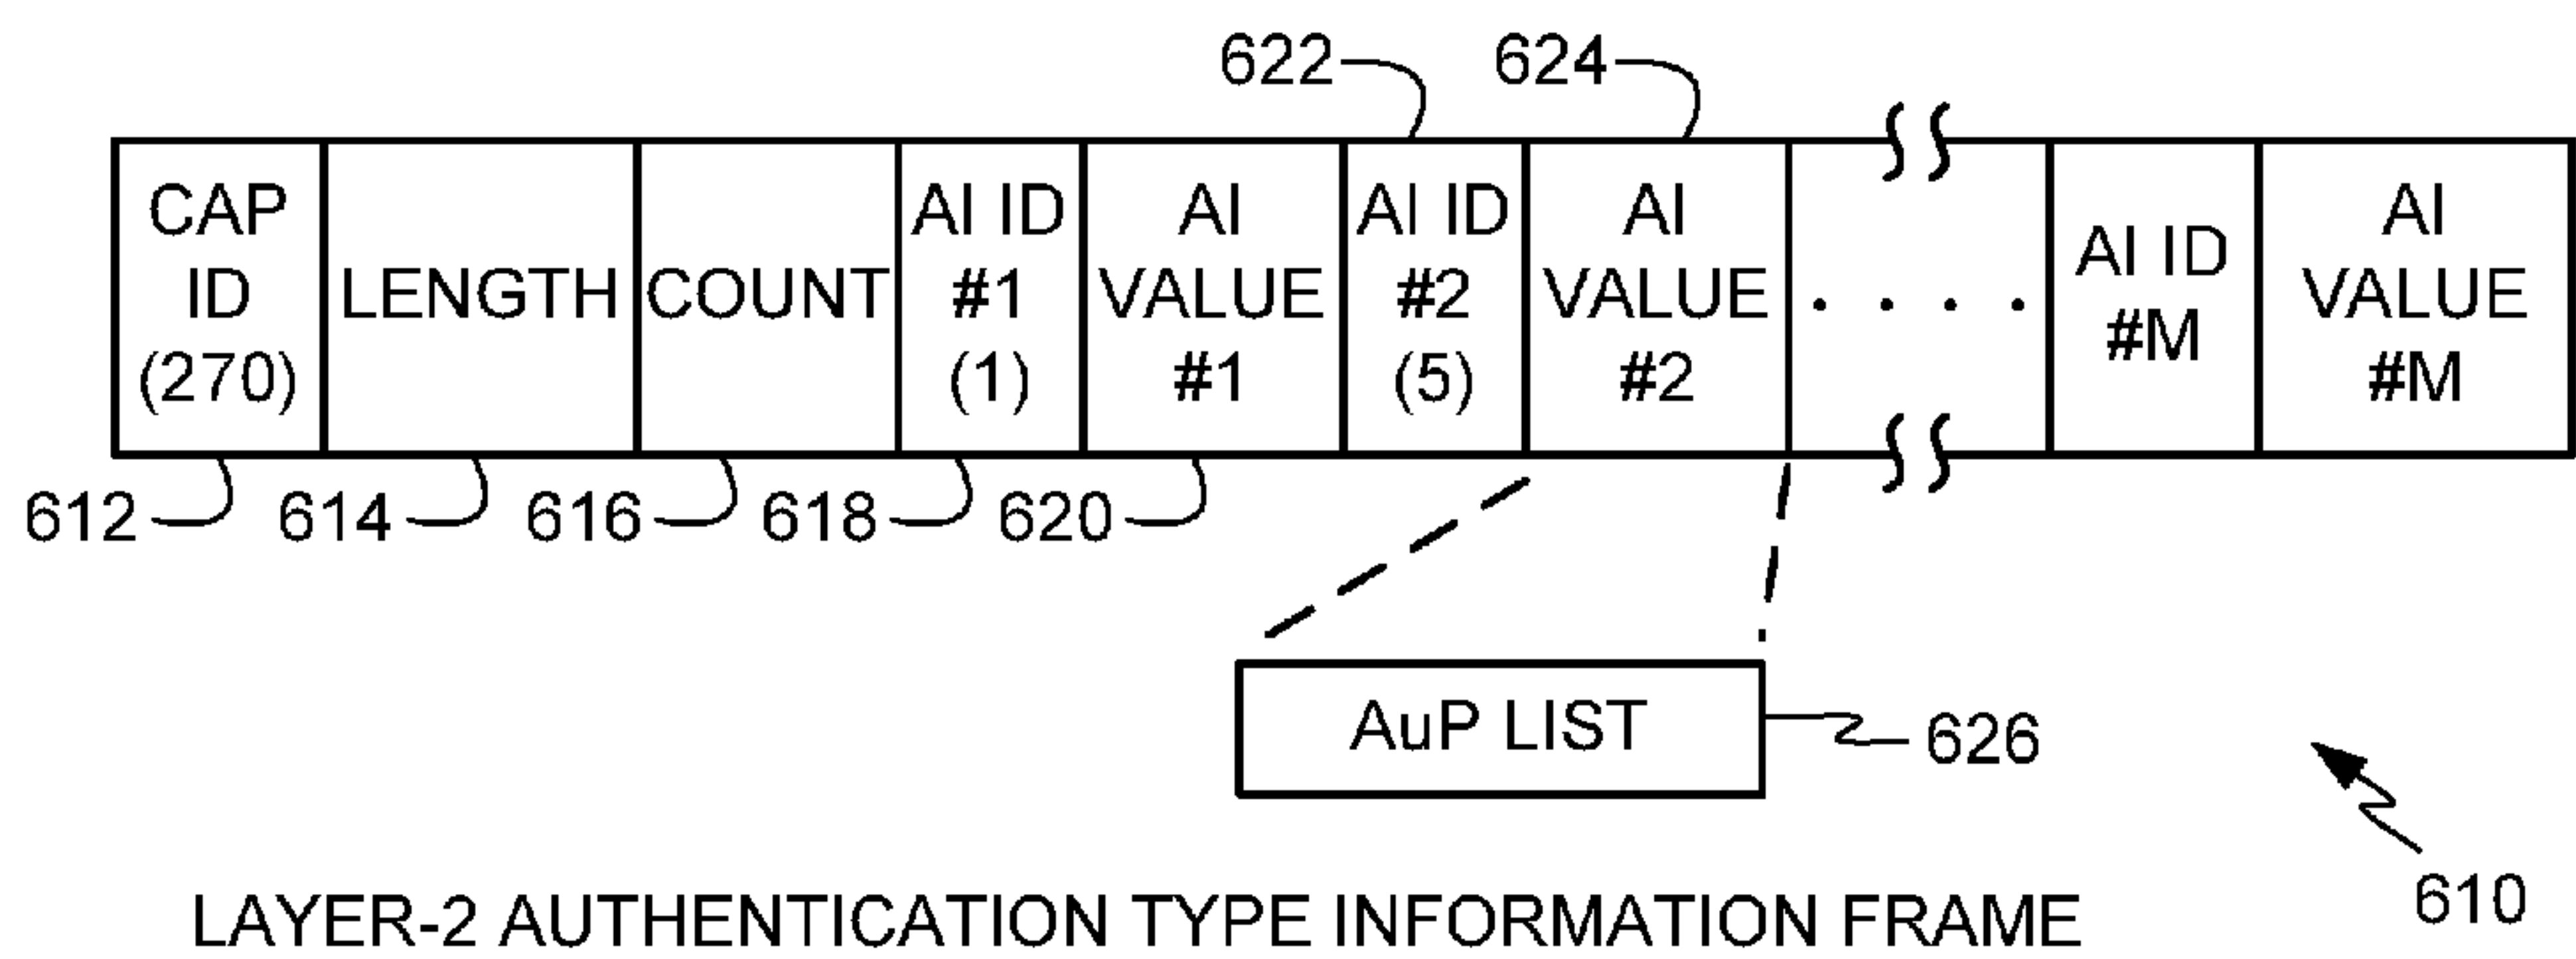 622 624
CAP
ID
(270)
LENGTH
COUNT
AI ID
#1
(1)
AI
VALUE
#1
AI ID
#2
(5)
AI
VALUE
#2
. . . .
AI ID
#M
AI
VALUE
#M
612 614 616 618 620
AuP LIST
626
610
LAYER-2 AUTHENTICATION TYPE INFORMATION FRAME